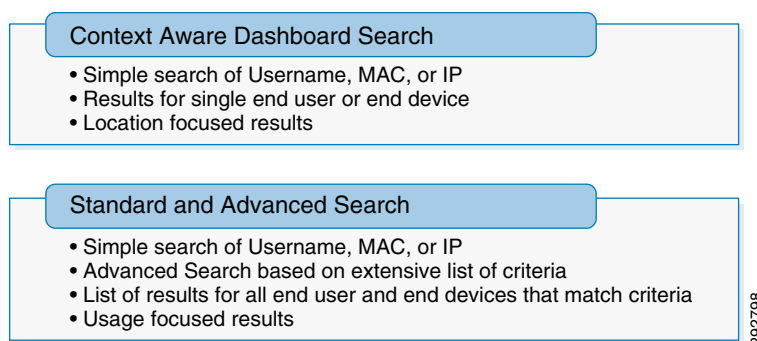 Context Aware Dashboard Search
• Simple search of Username, MAC, or IP
• Results for single end user or end device
• Location focused results
Standard and Advanced Search
• Simple search of Username, MAC, or IP
• Advanced Search based on extensive list of criteria
• List of results for all end user and end devices that match criteria
• Usage focused results
292798